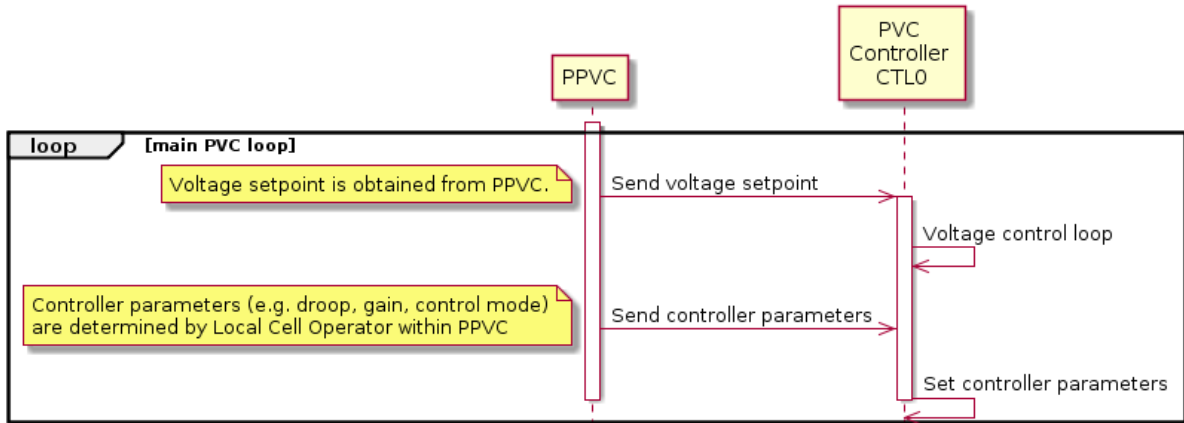 PPVC
PVC
Controller
CTL0
loop
[main PVC loop]
Voltage setpoint is obtained from PPVC.
Send voltage setpoint
Voltage control loop
Controller parameters (e.g. droop, gain, control mode)
are determined by Local Cell Operator within PPVC
Send controller parameters
Set controller parameters